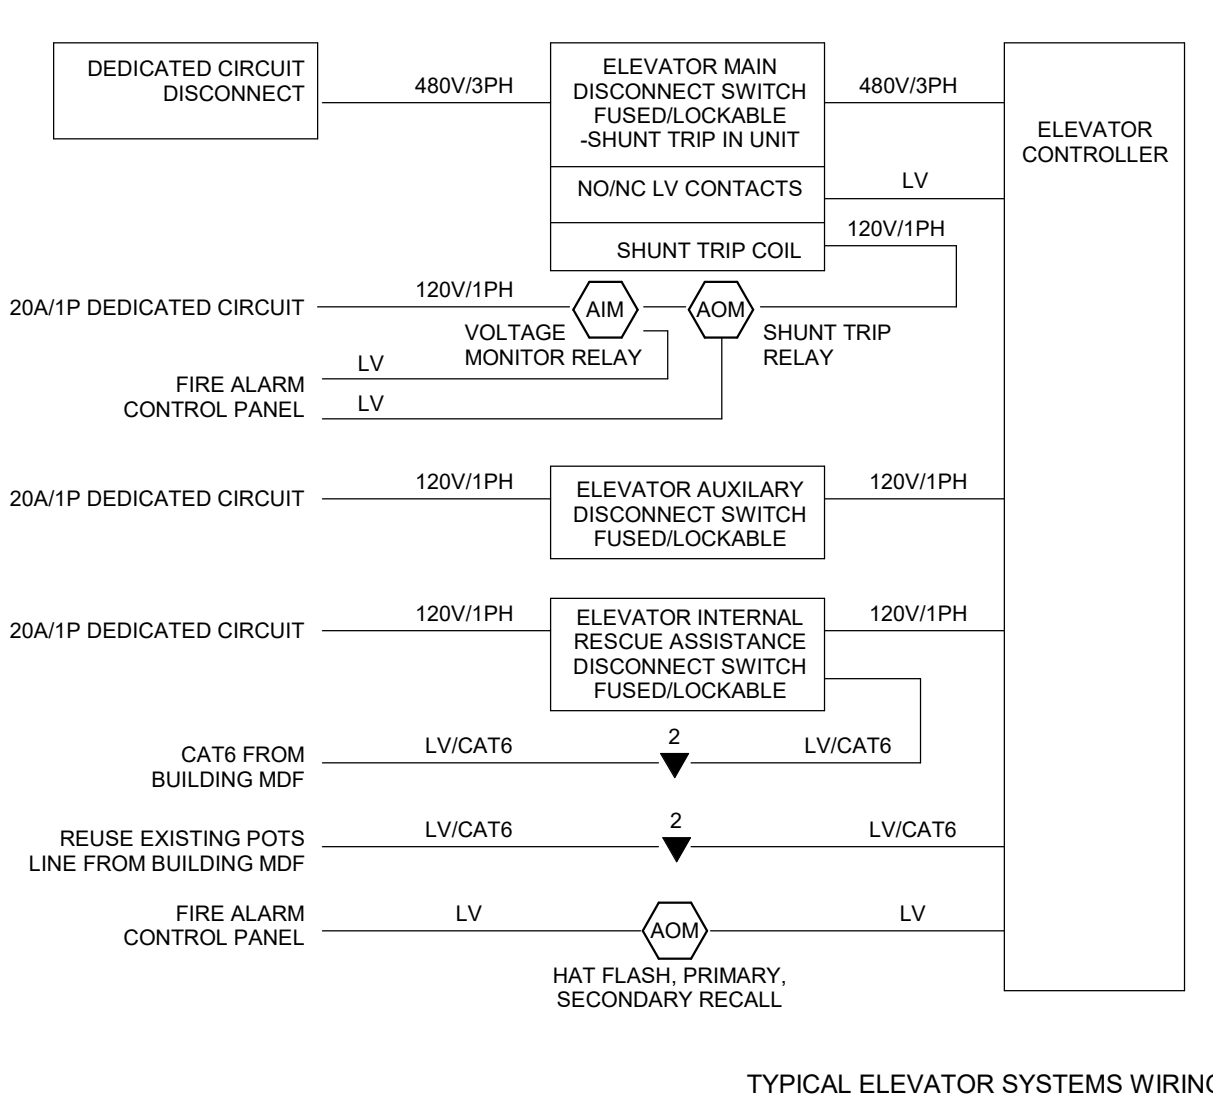 DEDICATED CIRCUIT
DISCONNECT
480V/3PH
ELEVATOR MAIN
DISCONNECT SWITCH
FUSED/LOCKABLE
-SHUNT TRIP IN UNIT
480V/3PH
ELEVATOR
CONTROLLER
NO/NC LV CONTACTS
LV
SHUNT TRIP COIL
120V/1PH
20A/1P DEDICATED CIRCUIT
120V/1PH
AIM
AOM
VOLTAGE
MONITOR RELAY
SHUNT TRIP
RELAY
FIRE ALARM
CONTROL PANEL
LV
LV
20A/1P DEDICATED CIRCUIT
120V/1PH
ELEVATOR AUXILARY
DISCONNECT SWITCH
FUSED/LOCKABLE
120V/1PH
20A/1P DEDICATED CIRCUIT
120V/1PH
ELEVATOR INTERNAL
RESCUE ASSISTANCE
DISCONNECT SWITCH
FUSED/LOCKABLE
120V/1PH
CAT6 FROM
BUILDING MDF
LV/CAT6
2
LV/CAT6
REUSE EXISTING POTS
LINE FROM BUILDING MDF
LV/CAT6
2
LV/CAT6
FIRE ALARM
CONTROL PANEL
LV
AOM
LV
HAT FLASH, PRIMARY,
SECONDARY RECALL
TYPICAL ELEVATOR SYSTEMS WIRING